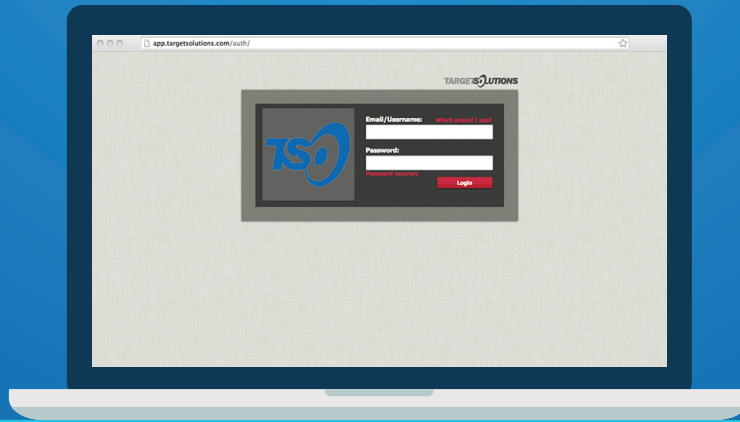 app.targetsolutions.com/auth/
TARGETSOLUTIONS
TSO
Email/Username:
Which should I use?
Password:
Password recovery
Login